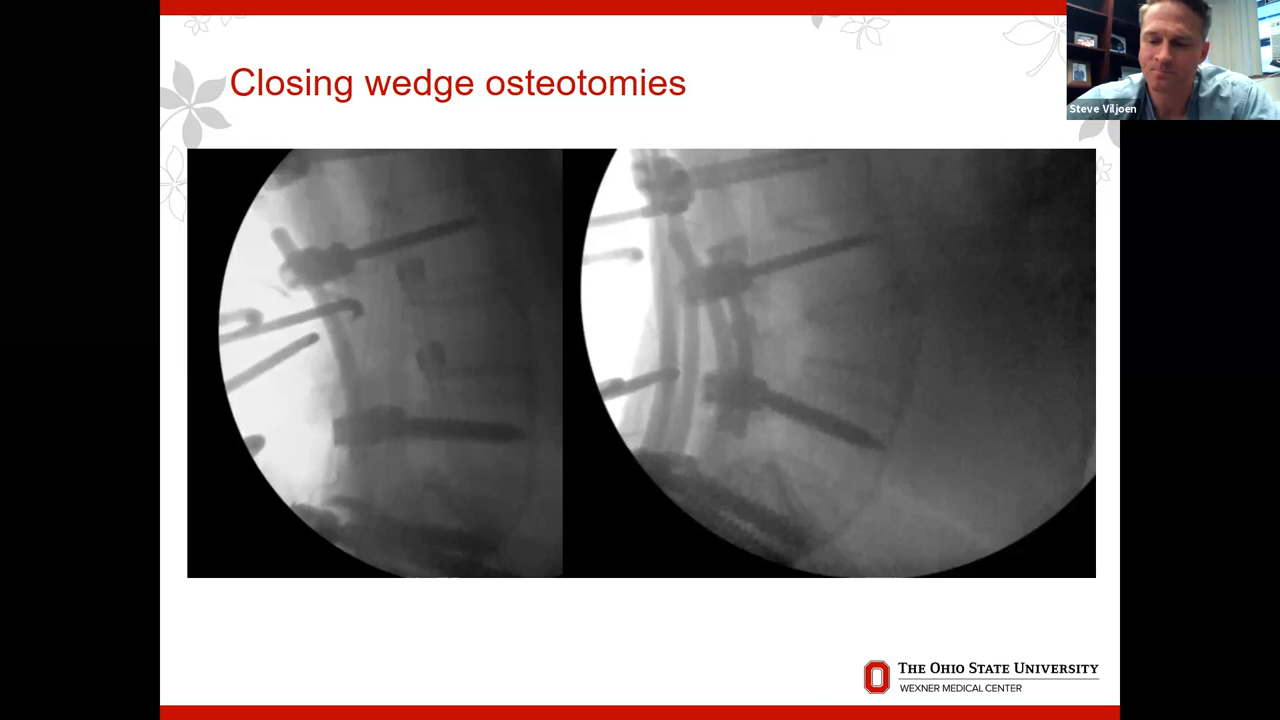 Closing wedge osteotomies
Steve Viljoen
THE OHIO STATE UNIVERSITY
WEXNER MEDICAL CENTER